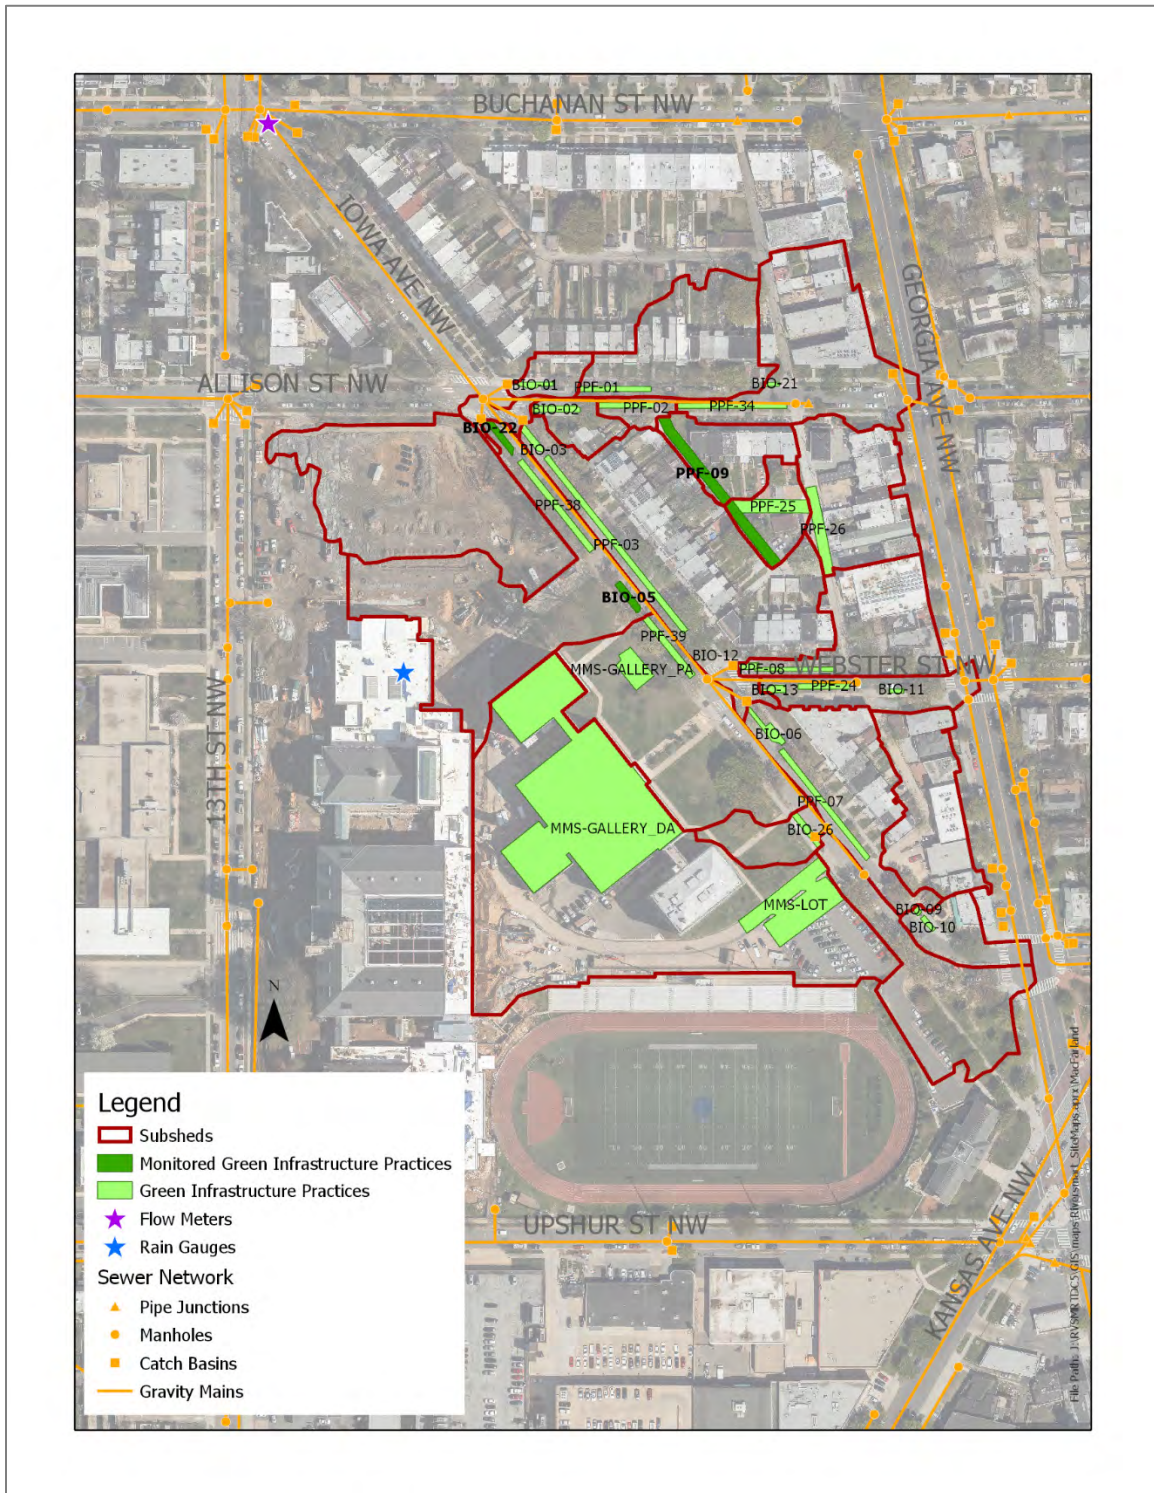 BUCHANAN ST NW
IOWA AVE NW
GEORGIA AVE NW
ALLISON ST NW
BIO-01
PPF-01
BIO-21
BIO-02
PPF-02
PPF-34
BIO-22
BIO-03
PPF-09
PPF-38
PPF-25
PPF-26
PPF-03
BIO-05
PPF-39
BIO-12
MMS-GALLERY_PA
PPF-08
WEBSTER ST NW
BIO-13
PPF-24
BIO-11
13TH ST NW
BIO-06
PPF-07
MMS-GALLERY_DA
BIO-26
MMS-LOT
BIO-09
BIO-10
N
UPSHUR ST NW
KANSAS AVE NW
Legend
Subsheds
Monitored Green Infrastructure Practices
Green Infrastructure Practices
Flow Meters
Rain Gauges
Sewer Network
Pipe Junctions
Manholes
Catch Basins
Gravity Mains